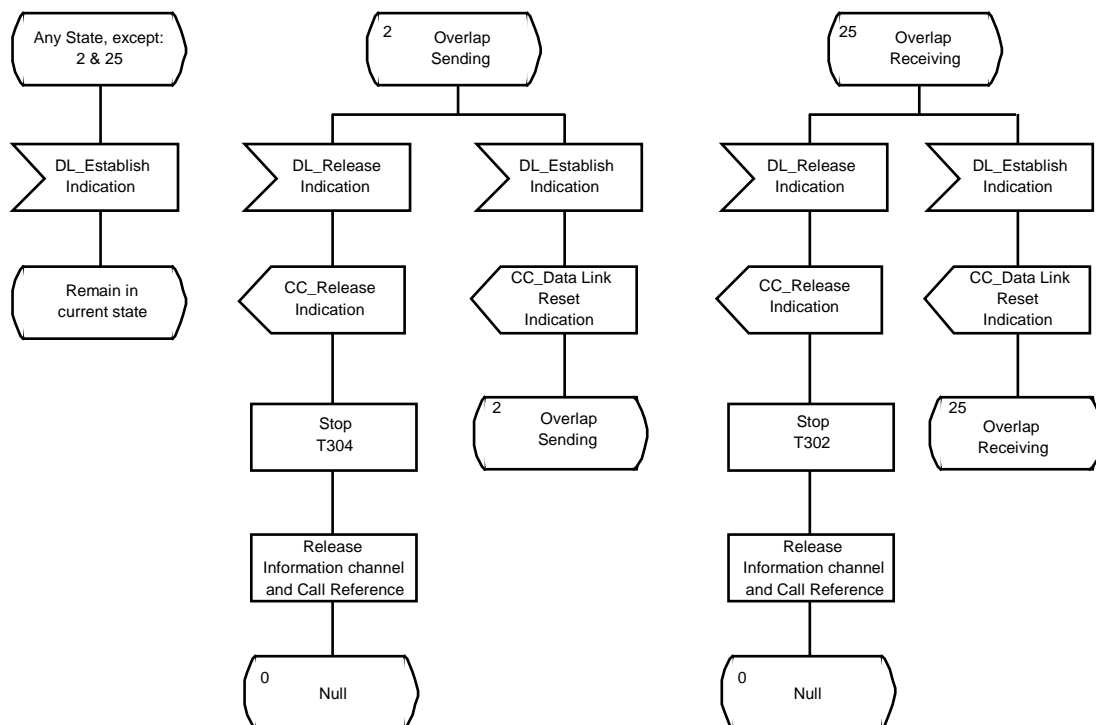 Any State, except:
2 & 25
DL_Establish
Indication
Remain in
current state
2
Overlap
Sending
DL_Release
Indication
CC_Release
Indication
Stop
T304
Release
Information channel
and Call Reference
0
Null
DL_Establish
Indication
CC_Data Link
Reset
Indication
2
Overlap
Sending
25
Overlap
Receiving
DL_Release
Indication
CC_Release
Indication
Stop
T302
Release
Information channel
and Call Reference
0
Null
DL_Establish
Indication
CC_Data Link
Reset
Indication
25
Overlap
Receiving